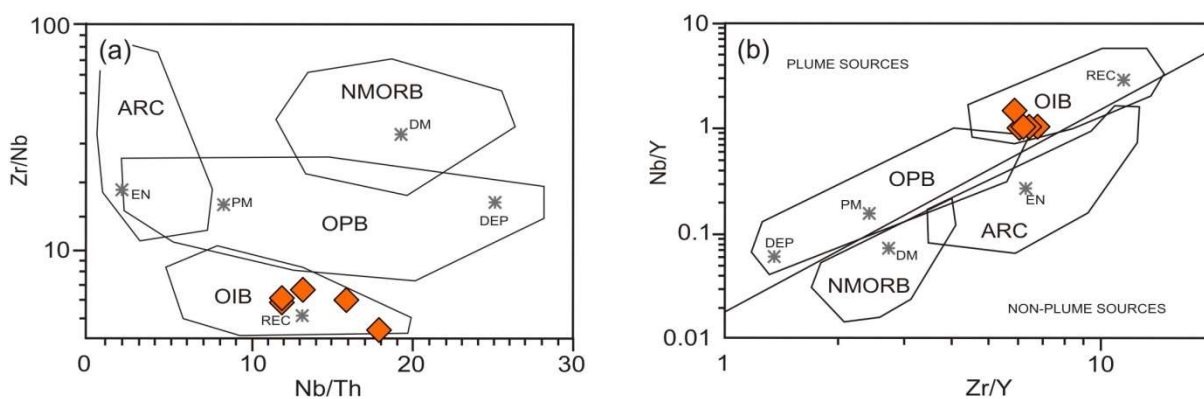 100
(a)
ARC
NMORB
DM
Zr/Nb
EN
PM
DEP
OPB
10
OIB
REC
0
10
20
30
Nb/Th
10
(b)
PLUME SOURCES
REC
OIB
1
Nb/Y
OPB
PM
EN
ARC
0.1
DEP
DM
NMORB
NON-PLUME SOURCES
0.01
1
10
Zr/Y